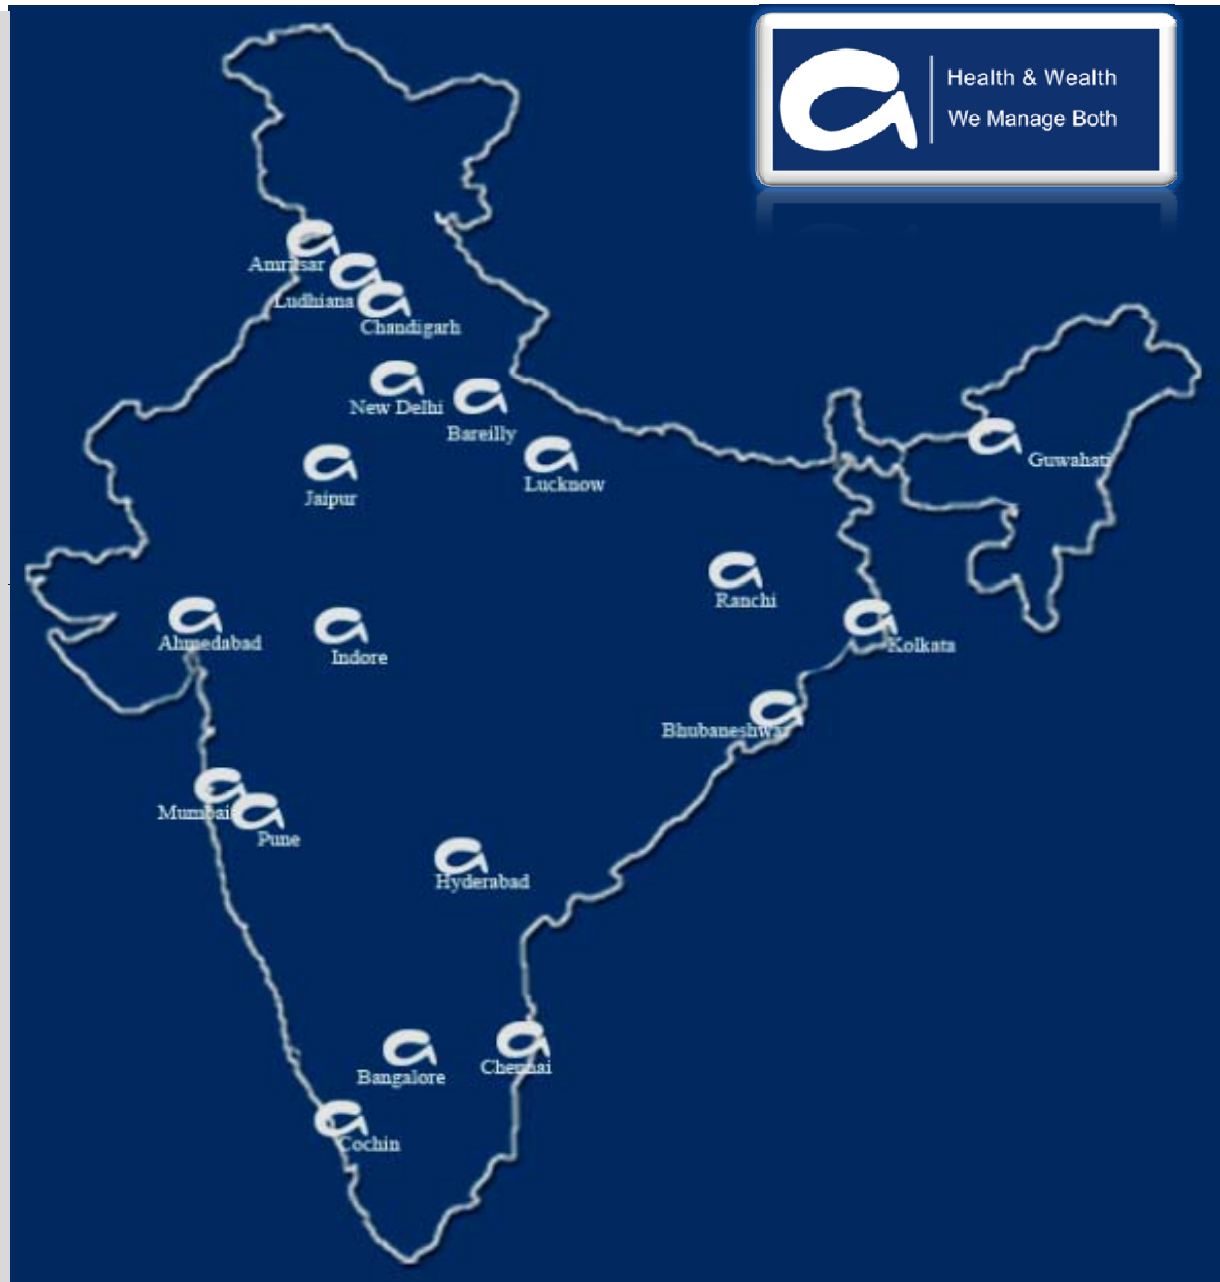 Health & Wealth
We Manage Both
Amritsar
Ludhiana
Chandigarh
New Delhi
Bareilly
Lucknow
Jaipur
Guwahati
Ranchi
Kolkata
Ahmedabad
Indore
Bhubaneshwar
Mumbai
Pune
Hyderabad
Bangalore
Chennai
Cochin